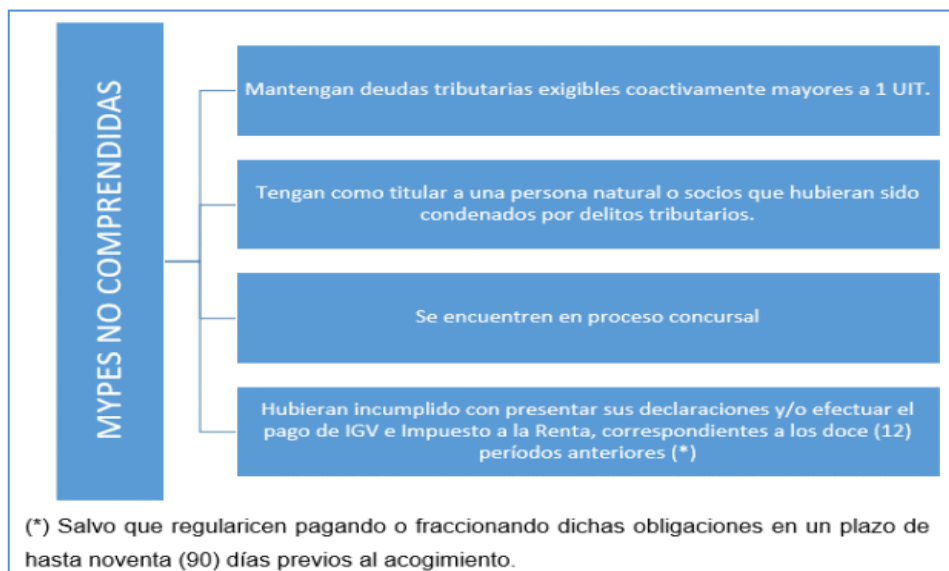 MYPES NO COMPRENDIDAS
Mantengan deudas tributarias exigibles coactivamente mayores a 1 UIT.
Tengan como titular a una persona natural o socios que hubieran sido
condenados por delitos tributarios.
Se encuentren en proceso concursal
Hubieran incumplido con presentar sus declaraciones y/o efectuar el
pago de IGV e Impuesto a la Renta, correspondientes a los doce (12)
períodos anteriores (*)
(*) Salvo que regularicen pagando o fraccionando dichas obligaciones en un plazo de
hasta noventa (90) días previos al acogimiento.